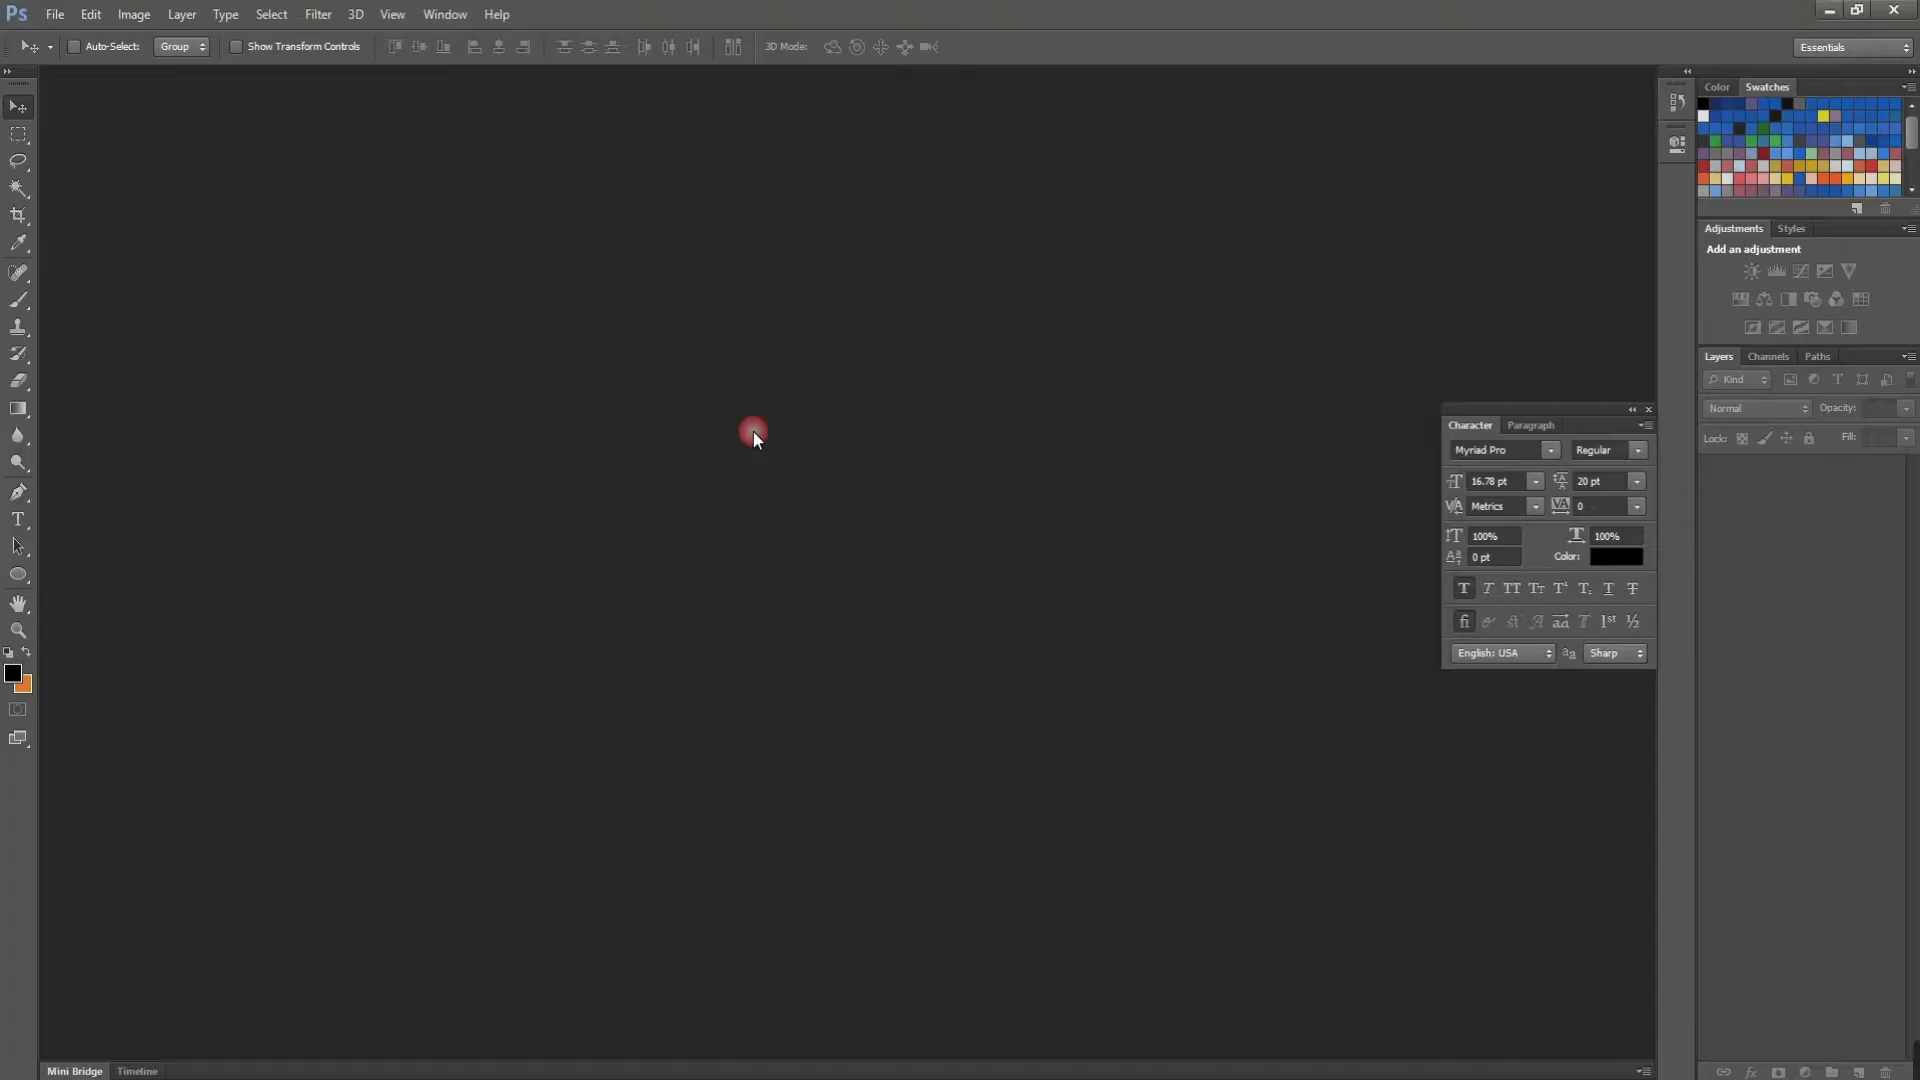 Ps File Edit Image Layer Type Select Filter 3D View Window Help
Auto-Select: Group Show Transform Controls 3D Mode: Essentials
Color Swatches
Adjustments Styles
Add an adjustment
Layers Channels Paths
Kind
Normal Opacity:
Lock: Fill:
Character Paragraph
Myriad Pro Regular
16.78 pt 20 pt
Metrics 0
100% 100%
0 pt Color:
English: USA Sharp
Mini Bridge Timeline